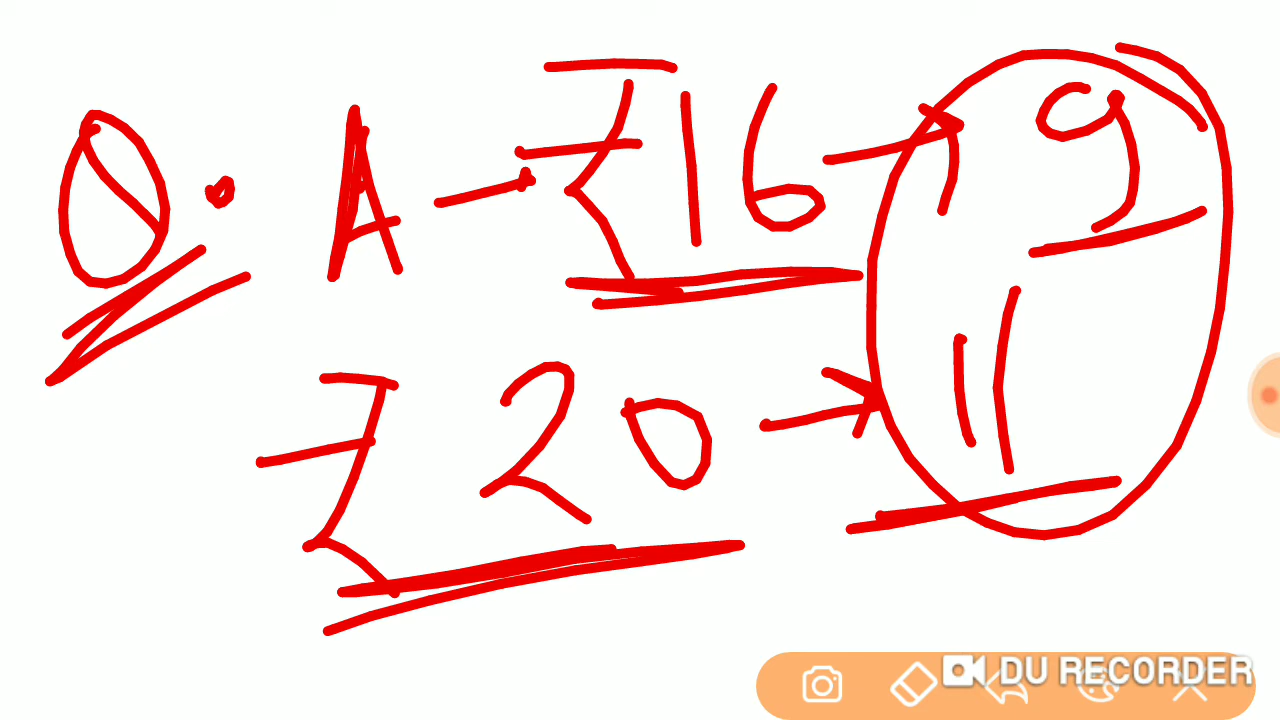 Q. A → ₹16 → 9
₹ 20 → 11
DU RECORDER